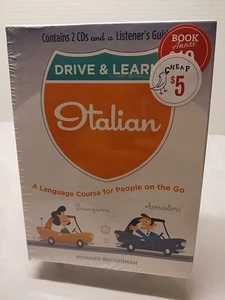 Contains 2 CDs and a Listener's Guide
DRIVE & LEARN
Italian
A Language Course for People on the Go
Buongiorno
Arrivederci
HOWARD BECKERMAN
BOOK
Annex
CHEAP
$5